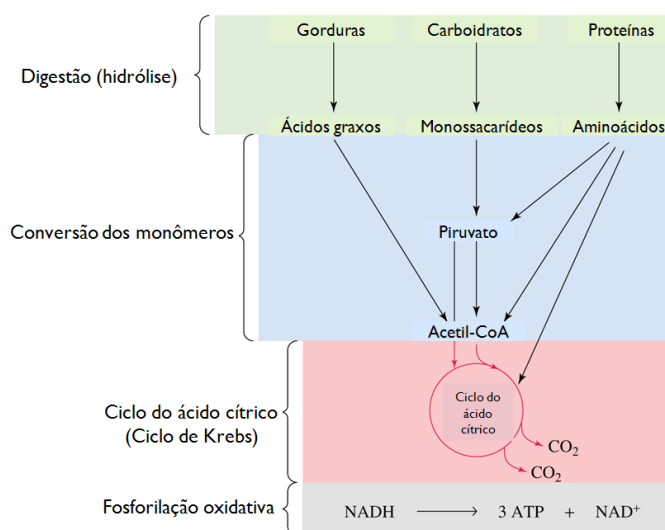 Gorduras
Carboidratos
Proteínas
Digestão (hidrólise)
Ácidos graxos
Monossacarídeos
Aminoácidos
Conversão dos monômeros
Piruvato
Acetil-CoA
Ciclo do ácido cítrico
(Ciclo de Krebs)
Ciclo do
ácido
cítrico
CO₂
CO₂
Fosforilação oxidativa
NADH ⟶ 3 ATP + NAD⁺